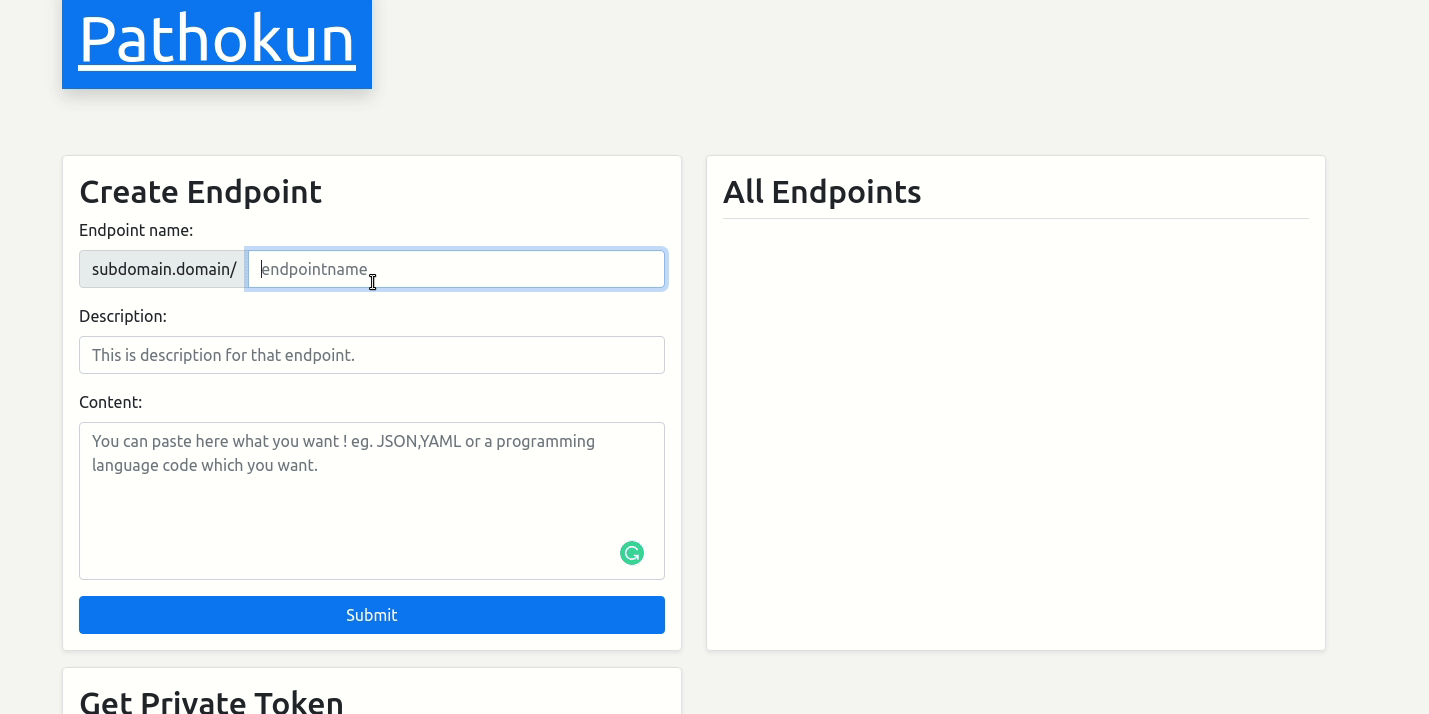 Pathokun
Create Endpoint
Endpoint name:
subdomain.domain/
endpointname
Description:
This is description for that endpoint.
Content:
You can paste here what you want ! eg. JSON,YAML or a programming
language code which you want.
Submit
All Endpoints
Get Private Token